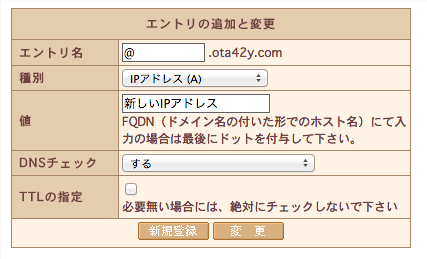 エントリの追加と変更
エントリ名 @ .ota42y.com
種別 IPアドレス (A)
値 新しいIPアドレス
FQDN（ドメイン名の付いた形でのホスト名）にて入
力の場合は最後にドットを付与して下さい。
DNSチェック する
TTLの指定
必要無い場合には、絶対にチェックしないで下さい
新規登録 変　更